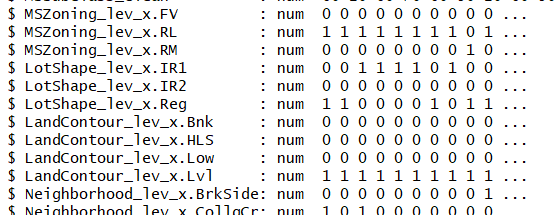 $ MSZoning_lev_x.FV : num 0 0 0 0 0 0 0 0 0 0 ...
$ MSZoning_lev_x.RL : num 1 1 1 1 1 1 1 1 0 1 ...
$ MSZoning_lev_x.RM : num 0 0 0 0 0 0 0 0 1 0 ...
$ LotShape_lev_x.IR1 : num 0 0 1 1 1 1 0 1 0 0 ...
$ LotShape_lev_x.IR2 : num 0 0 0 0 0 0 0 0 0 0 ...
$ LotShape_lev_x.Reg : num 1 1 0 0 0 0 1 0 1 1 ...
$ LandContour_lev_x.Bnk : num 0 0 0 0 0 0 0 0 0 0 ...
$ LandContour_lev_x.HLS : num 0 0 0 0 0 0 0 0 0 0 ...
$ LandContour_lev_x.Low : num 0 0 0 0 0 0 0 0 0 0 ...
$ LandContour_lev_x.Lvl : num 1 1 1 1 1 1 1 1 1 1 ...
$ Neighborhood_lev_x.BrkSide: num 0 0 0 0 0 0 0 0 0 1 ...
$ Neighborhood_lev_x.CollgCr: num 1 0 1 0 0 0 0 0 0 0 ...